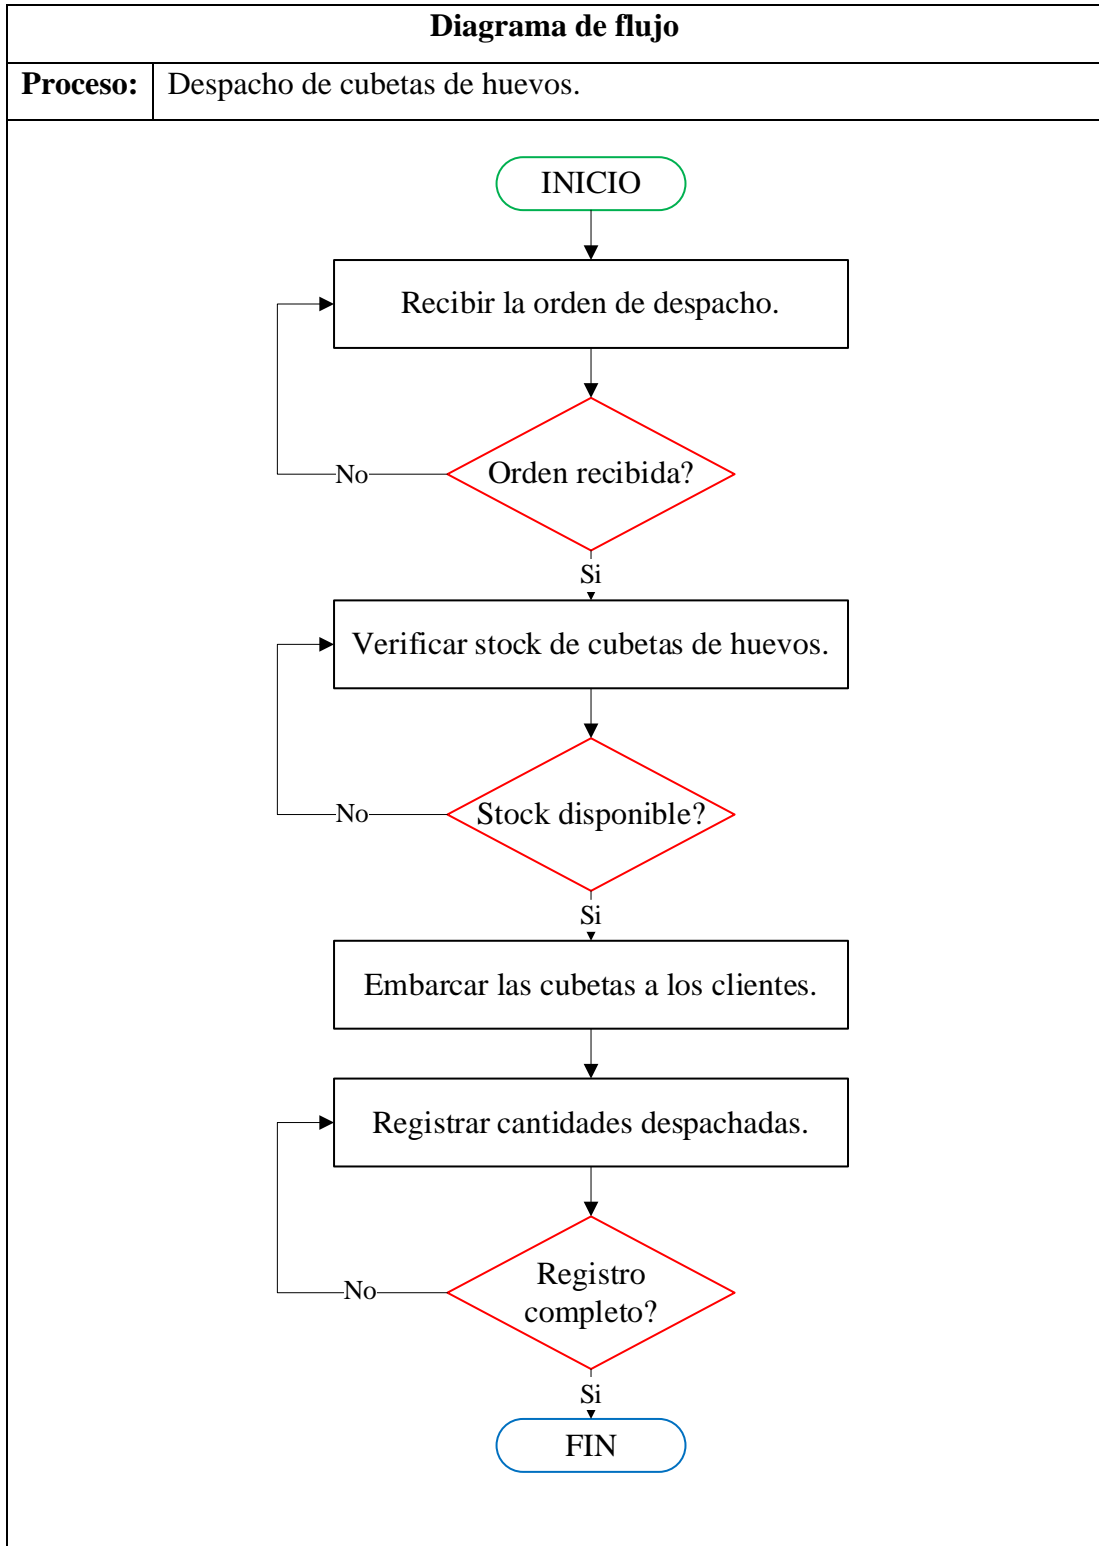 Diagrama de flujo
Proceso: Despacho de cubetas de huevos.
INICIO
Recibir la orden de despacho.
No
Orden recibida?
Si
Verificar stock de cubetas de huevos.
No
Stock disponible?
Si
Embarcar las cubetas a los clientes.
Registrar cantidades despachadas.
No
Registro
completo?
Si
FIN